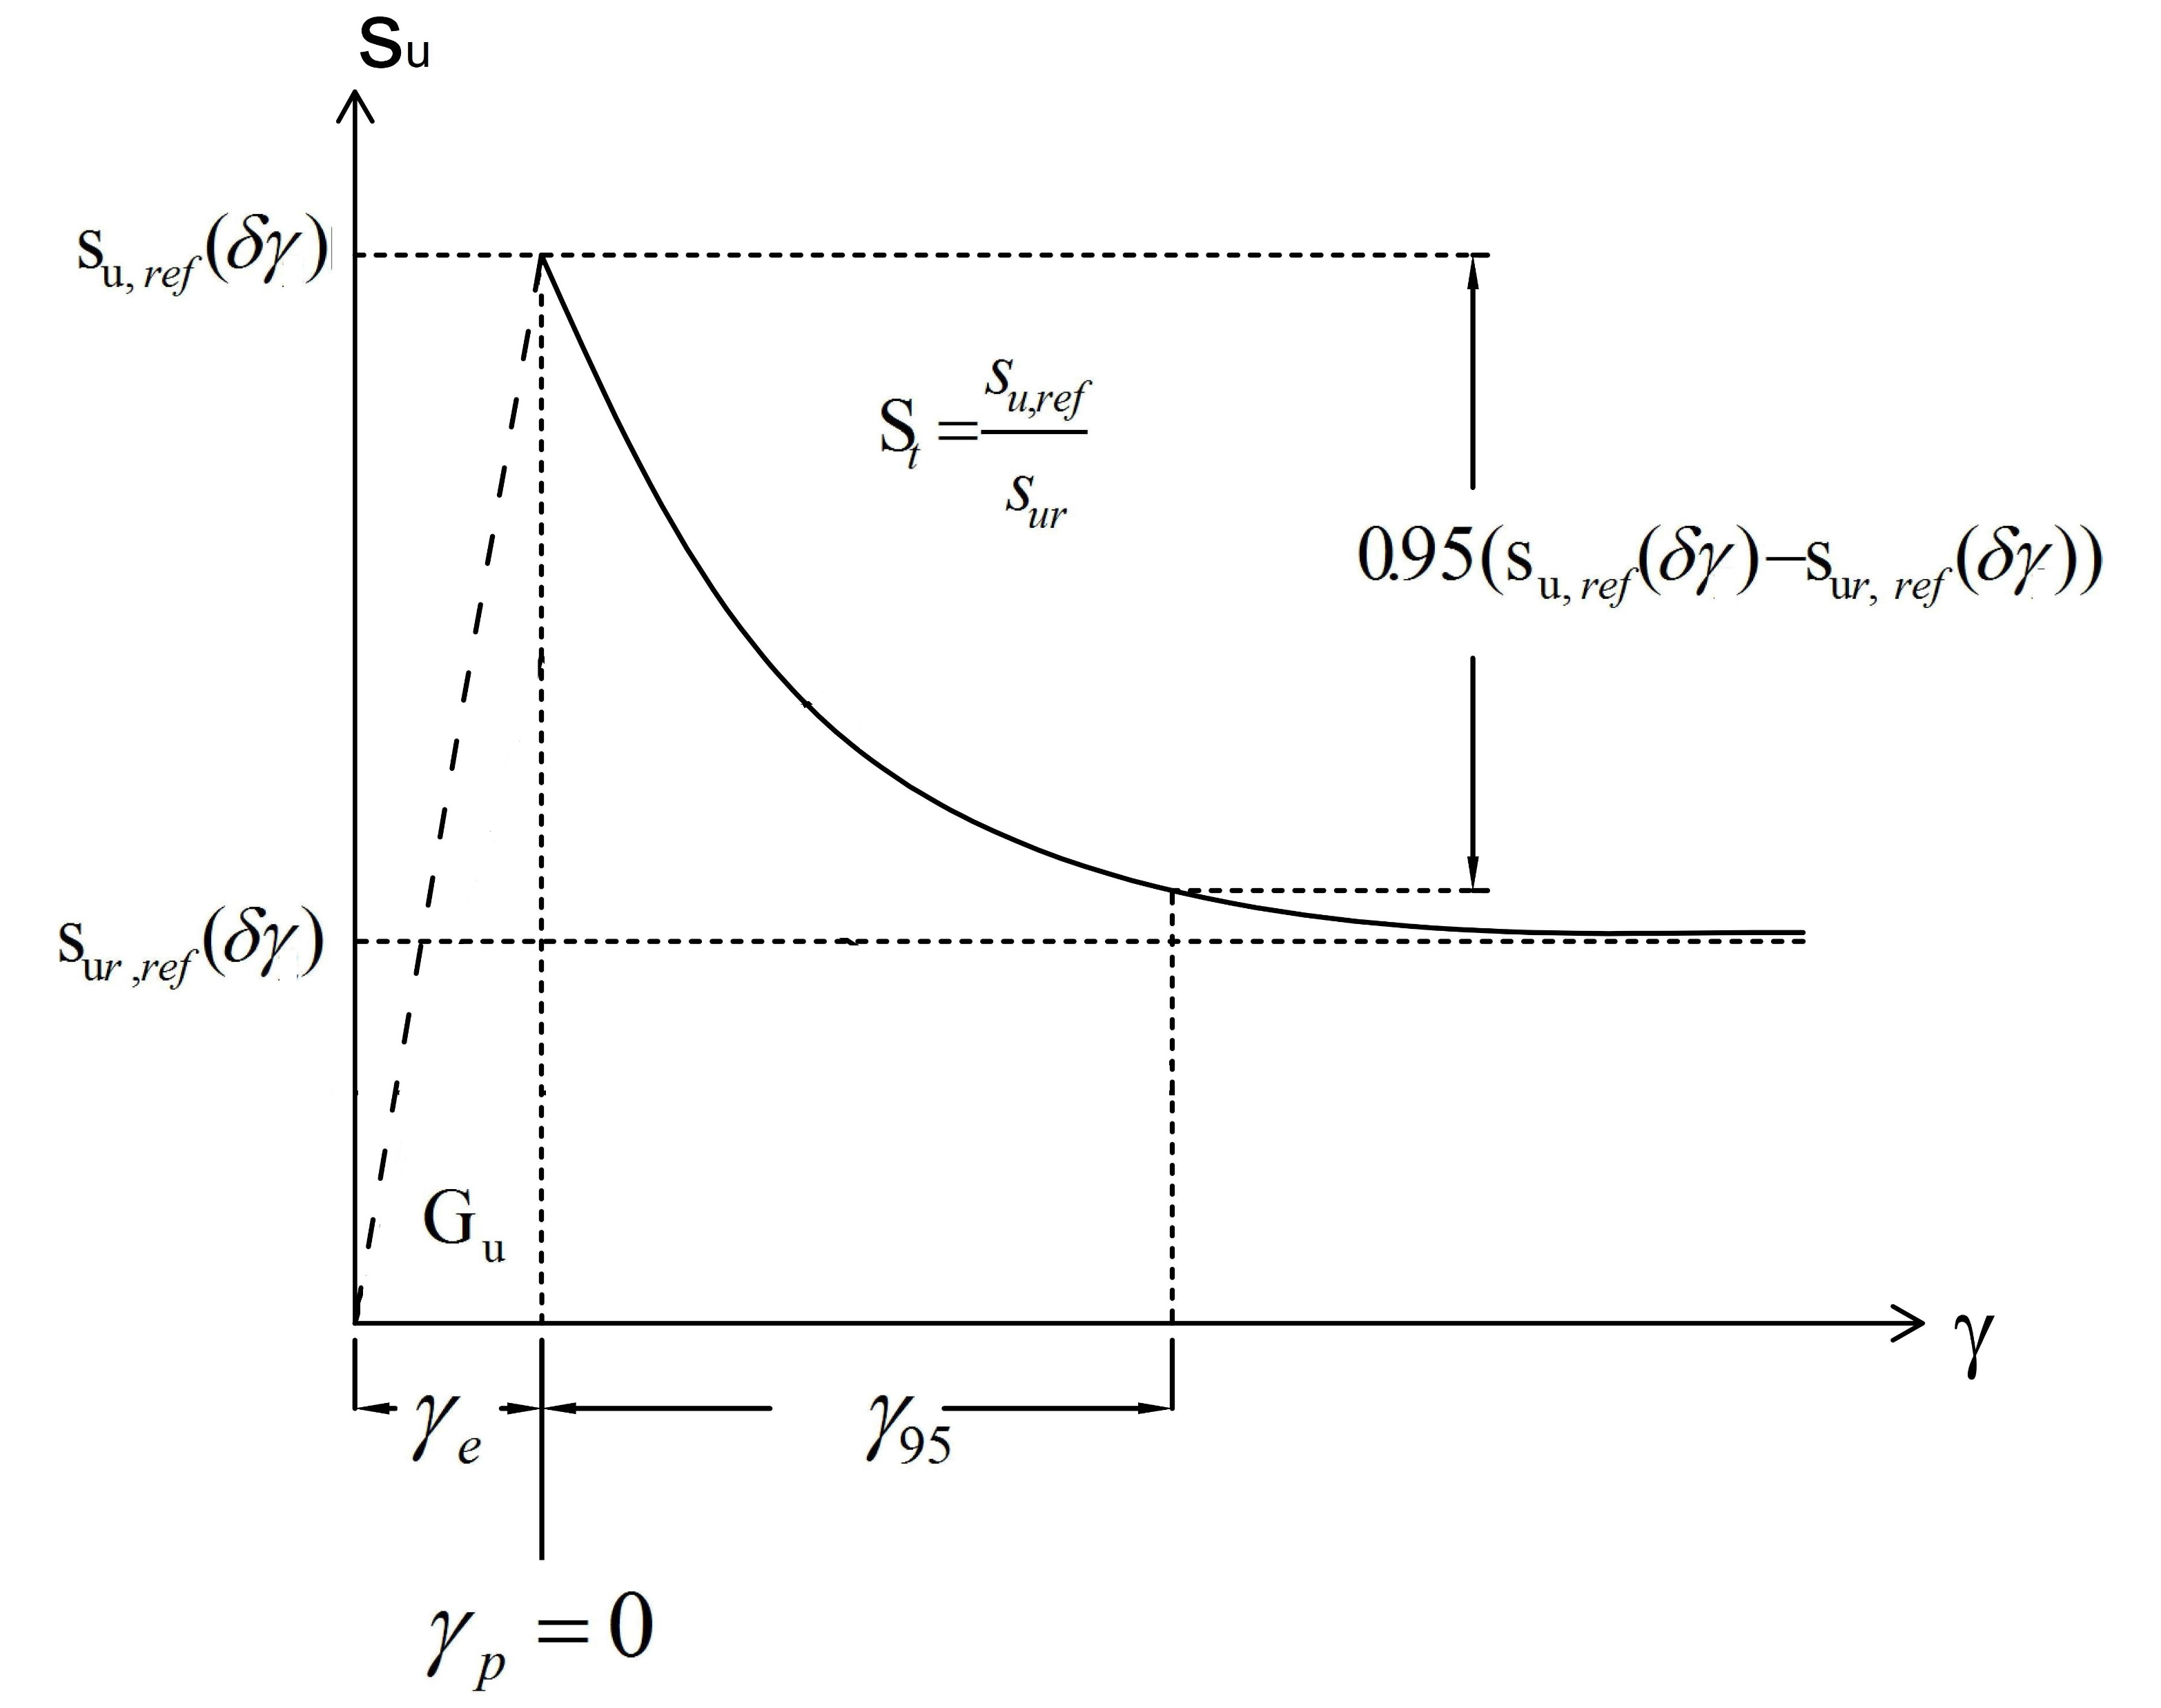 Su
su, ref(δγ)
St = su,ref / sur
0.95(su, ref(δγ)−sur, ref(δγ))
sur ,ref(δγ)
Gu
γ
γe
γ95
γp = 0